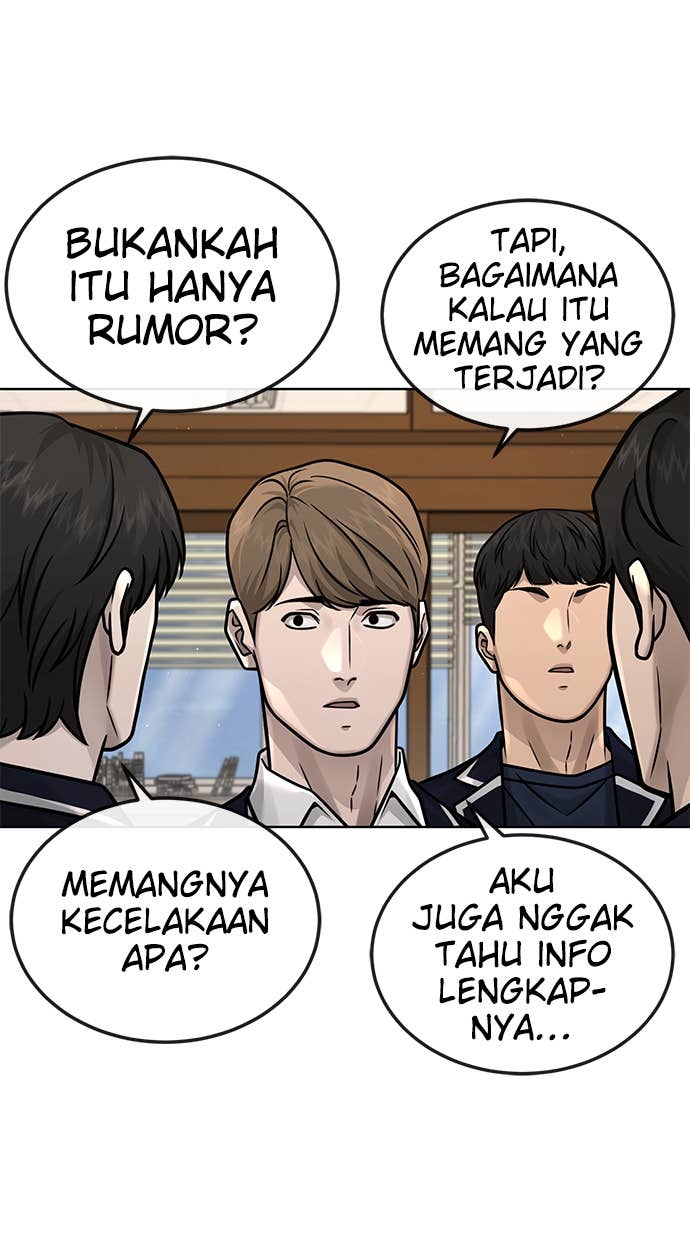 BUKANKAH
ITU HANYA
RUMOR?
TAPI,
BAGAIMANA
KALAU ITU
MEMANG YANG
TERJADI?
MEMANGNYA
KECELAKAAN
APA?
AKU
JUGA NGGAK
TAHU INFO
LENGKAP-
NYA...